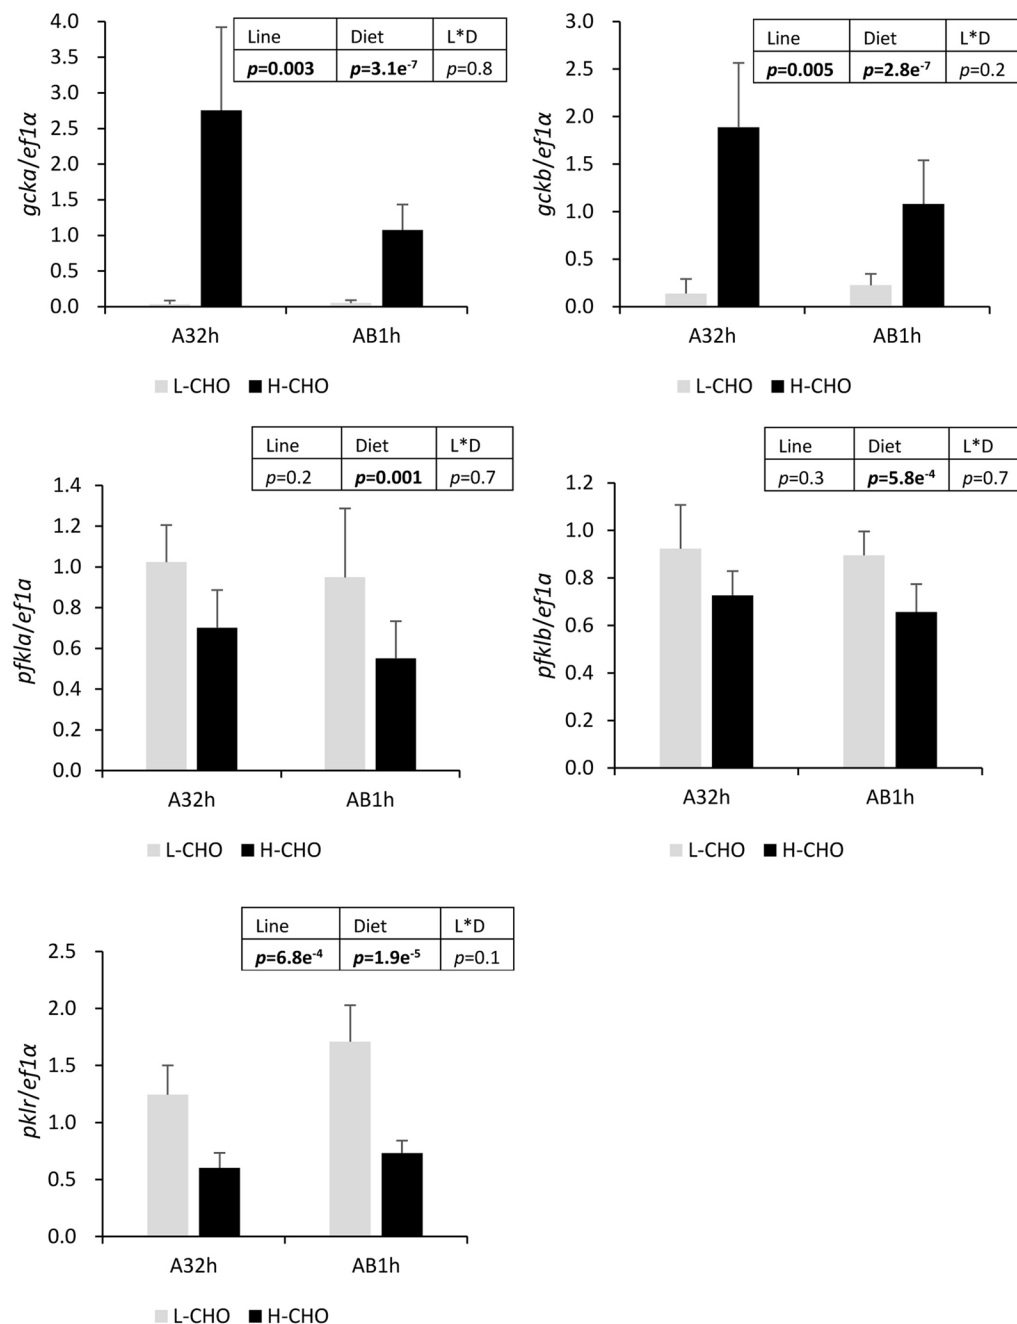 Line Diet L*D
p=0.003 p=3.1e⁻⁷ p=0.8
gcka/ef1α
4.0
3.5
3.0
2.5
2.0
1.5
1.0
0.5
0.0
A32h AB1h
L-CHO H-CHO
Line Diet L*D
p=0.005 p=2.8e⁻⁷ p=0.2
gckb/ef1α
3.0
2.5
2.0
1.5
1.0
0.5
0.0
A32h AB1h
L-CHO H-CHO
Line Diet L*D
p=0.2 p=0.001 p=0.7
pfkla/ef1a
1.4
1.2
1.0
0.8
0.6
0.4
0.2
0.0
A32h AB1h
L-CHO H-CHO
Line Diet L*D
p=0.3 p=5.8e⁻⁴ p=0.7
pfklb/ef1α
1.2
1.0
0.8
0.6
0.4
0.2
0.0
A32h AB1h
L-CHO H-CHO
Line Diet L*D
p=6.8e⁻⁴ p=1.9e⁻⁵ p=0.1
pklr/ef1α
2.5
2.0
1.5
1.0
0.5
0.0
A32h AB1h
L-CHO H-CHO